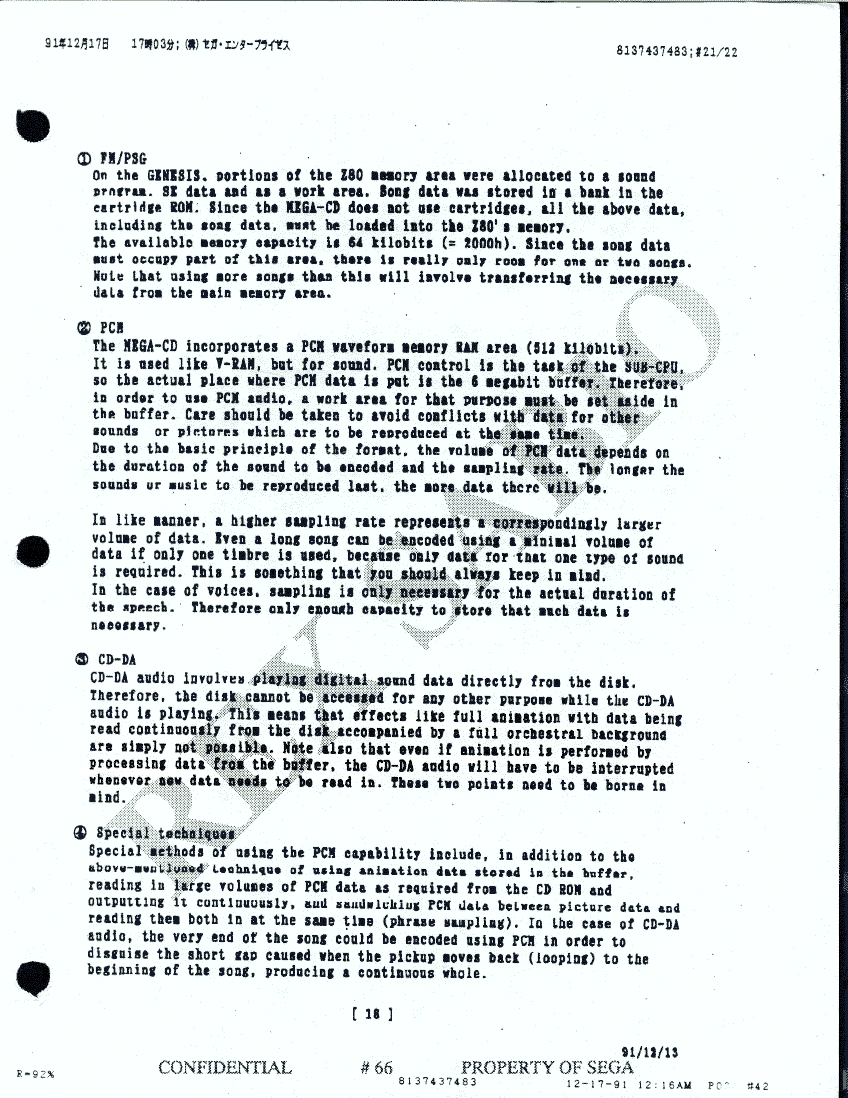 91年12月17日 17時03分; (株) セガ・エンタープライゼス
8137437483;#21/22
① FM/PSG
On the GENESIS, portions of the Z80 memory area were allocated to a sound
program, SE data and as a work area. Song data was stored in a bank in the
cartridge ROM. Since the MEGA-CD does not use cartridges, all the above data,
including the song data, must be loaded into the Z80's memory.
The available memory capacity is 64 kilobits (= 2000h). Since the song data
must occupy part of this area, there is really only room for one or two songs.
Note that using more songs than this will involve transferring the necessary
data from the main memory area.
② PCM
The MEGA-CD incorporates a PCM waveform memory RAM area (512 kilobits).
It is used like V-RAM, but for sound. PCM control is the task of the SUB-CPU,
so the actual place where PCM data is put is the 6 megabit buffer. Therefore,
in order to use PCM audio, a work area for that purpose must be set aside in
the buffer. Care should be taken to avoid conflicts with data for other
sounds or pictures which are to be reproduced at the same time.
Due to the basic principle of the format, the volume of PCM data depends on
the duration of the sound to be encoded and the sampling rate. The longer the
sounds or music to be reproduced last, the more data there will be.
In like manner, a higher sampling rate represents a correspondingly larger
volume of data. Even a long song can be encoded using a minimal volume of
data if only one timbre is used, because only data for that one type of sound
is required. This is something that you should always keep in mind.
In the case of voices, sampling is only necessary for the actual duration of
the speech. Therefore only enough capacity to store that much data is
necessary.
③ CD-DA
CD-DA audio involves playing digital sound data directly from the disk.
Therefore, the disk cannot be accessed for any other purpose while the CD-DA
audio is playing. This means that effects like full animation with data being
read continuously from the disk accompanied by a full orchestral background
are simply not possible. Note also that even if animation is performed by
processing data from the buffer, the CD-DA audio will have to be interrupted
whenever new data needs to be read in. These two points need to be borne in
mind.
④ Special techniques
Special methods of using the PCM capability include, in addition to the
above-mentioned technique of using animation data stored in the buffer,
reading in large volumes of PCM data as required from the CD ROM and
outputting it continuously, and sandwiching PCM data between picture data and
reading them both in at the same time (phrase sampling). In the case of CD-DA
audio, the very end of the song could be encoded using PCM in order to
disguise the short gap caused when the pickup moves back (looping) to the
beginning of the song, producing a continuous whole.
[ 18 ]
91/12/13
CONFIDENTIAL # 66 PROPERTY OF SEGA
R=92% 8137437483 12-17-91 12:16AM #42
REX SABIO